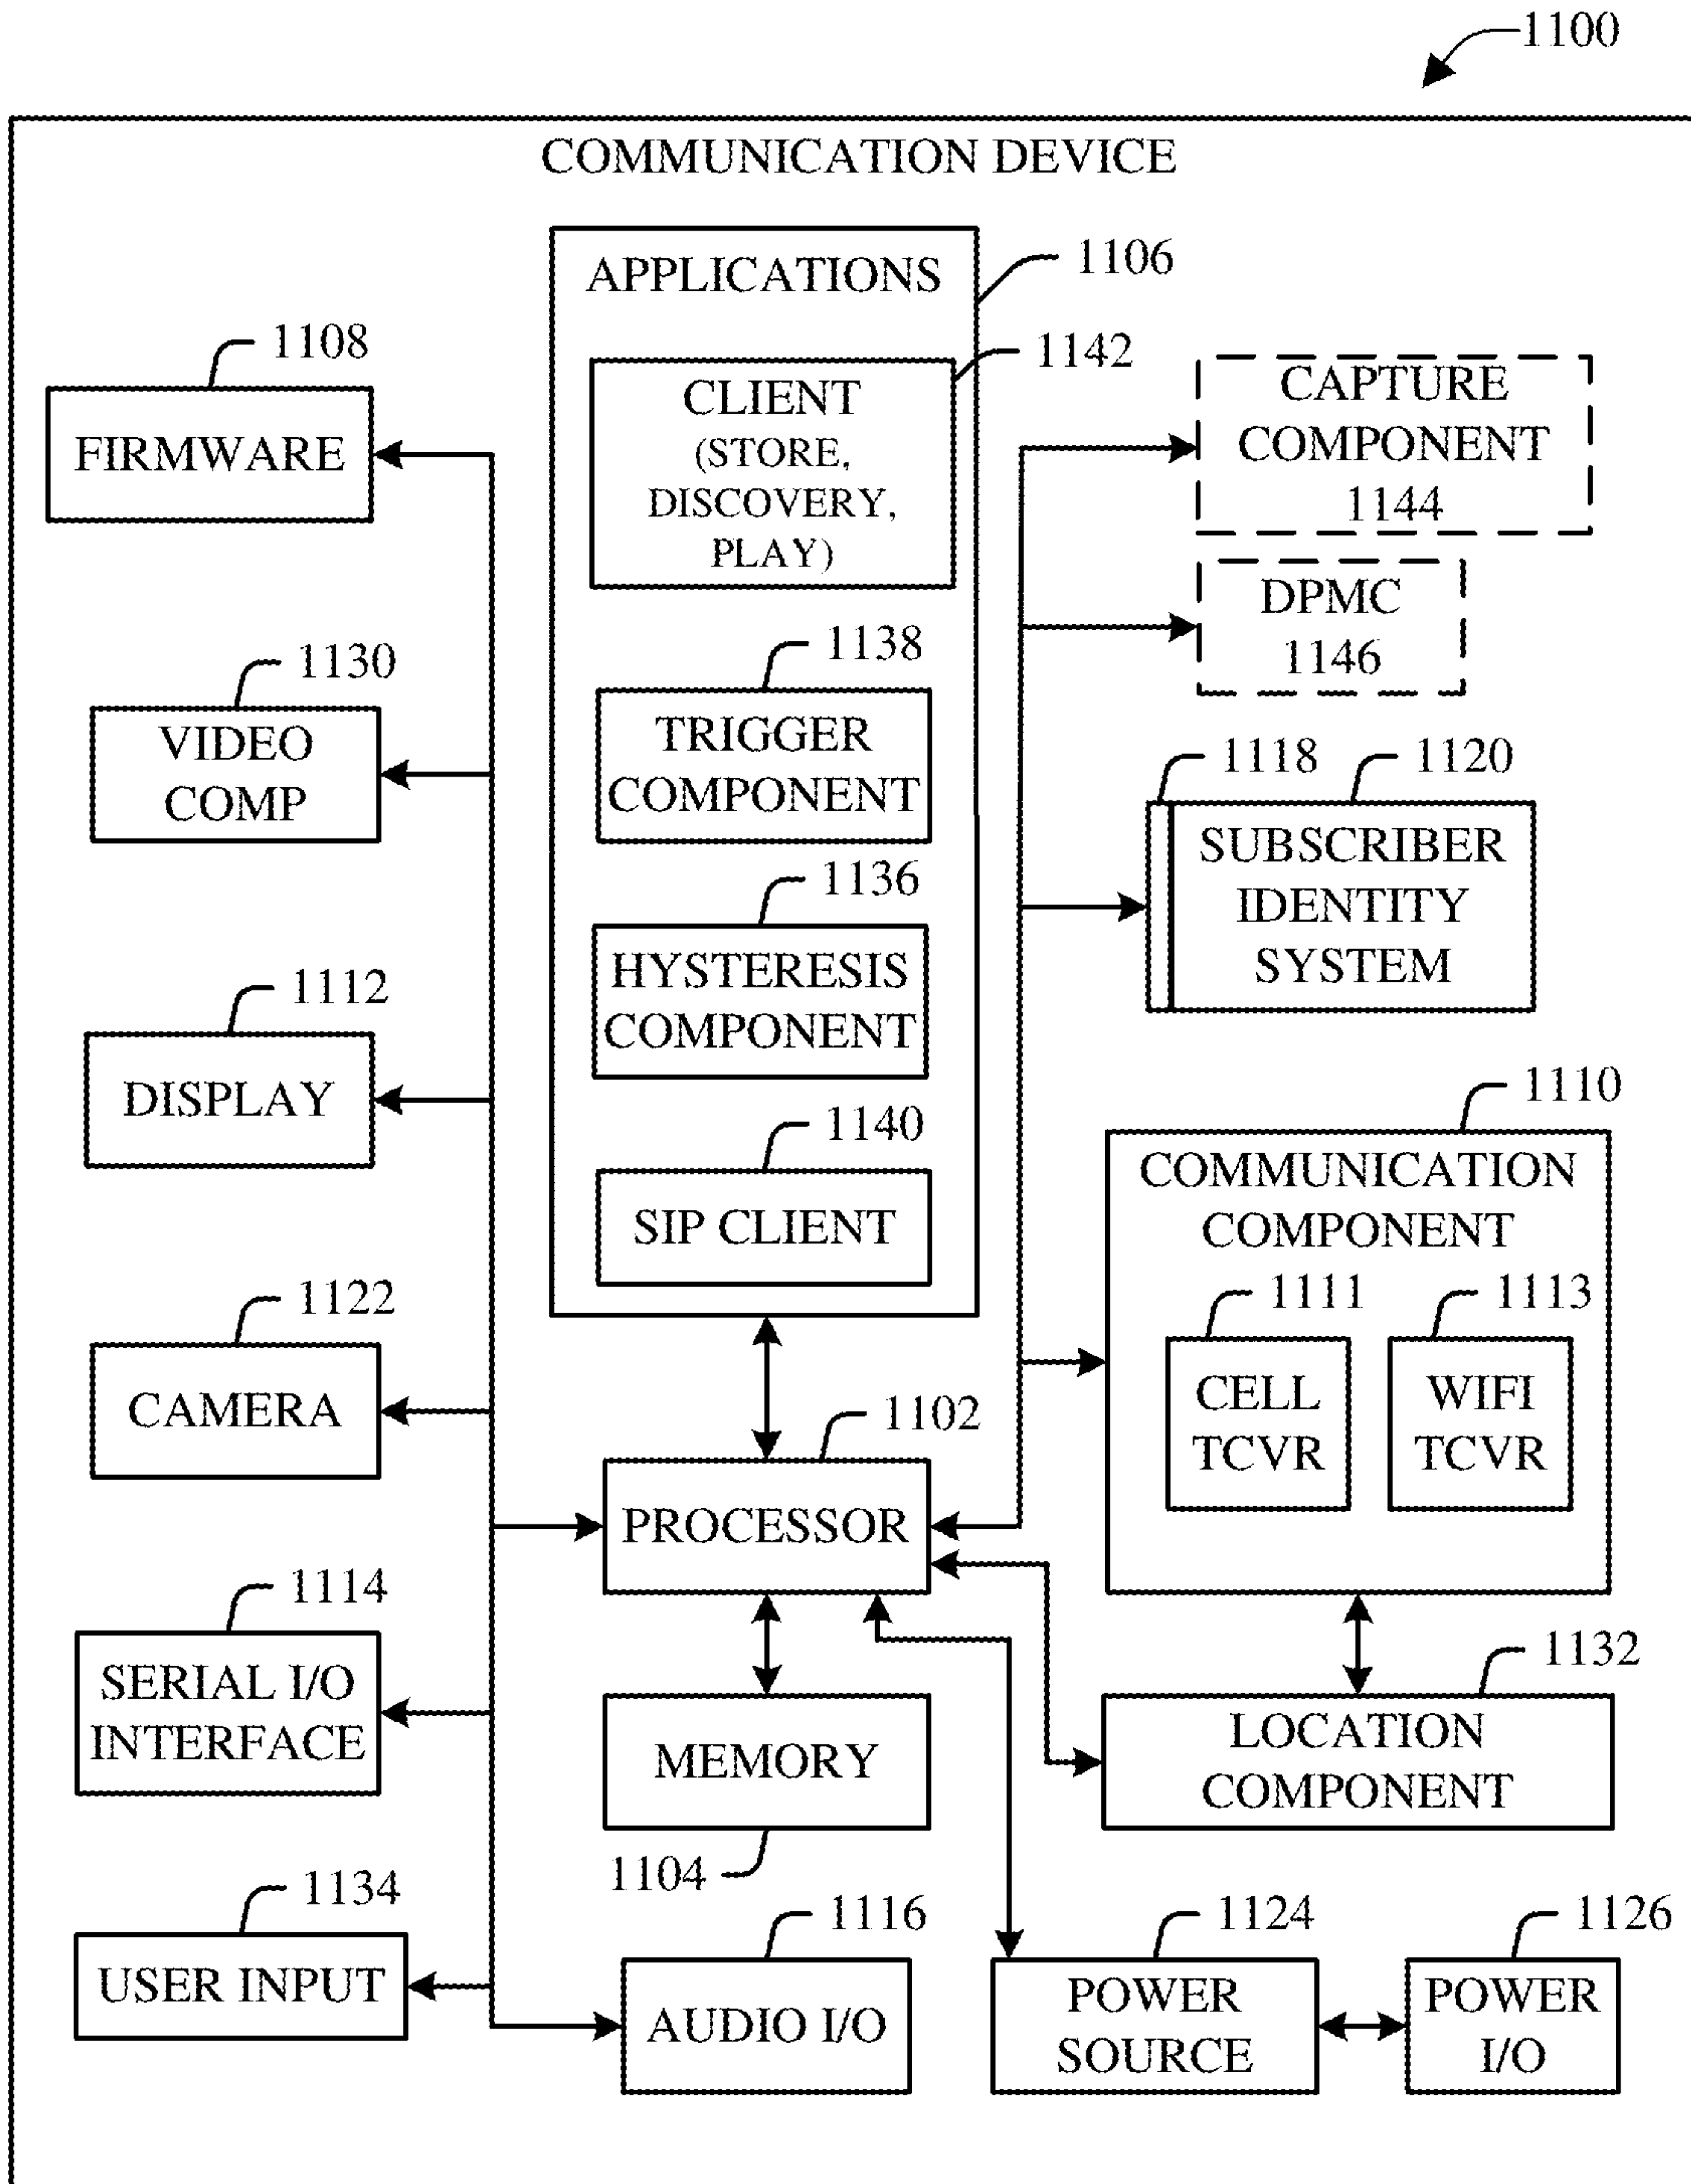 1100
COMMUNICATION DEVICE
APPLICATIONS
1106
1142
CLIENT
(STORE,
DISCOVERY,
PLAY)
1138
TRIGGER
COMPONENT
1136
HYSTERESIS
COMPONENT
1140
SIP CLIENT
1108
FIRMWARE
1130
VIDEO
COMP
1112
DISPLAY
1122
CAMERA
1114
SERIAL I/O
INTERFACE
1134
USER INPUT
1102
PROCESSOR
MEMORY
1104
1116
AUDIO I/O
CAPTURE
COMPONENT
1144
DPMC
1146
1118
1120
SUBSCRIBER
IDENTITY
SYSTEM
1110
COMMUNICATION
COMPONENT
1111
CELL
TCVR
1113
WIFI
TCVR
1132
LOCATION
COMPONENT
1124
POWER
SOURCE
1126
POWER
I/O